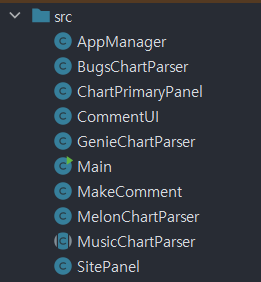 src
AppManager
BugsChartParser
ChartPrimaryPanel
CommentUI
GenieChartParser
Main
MakeComment
MelonChartParser
MusicChartParser
SitePanel